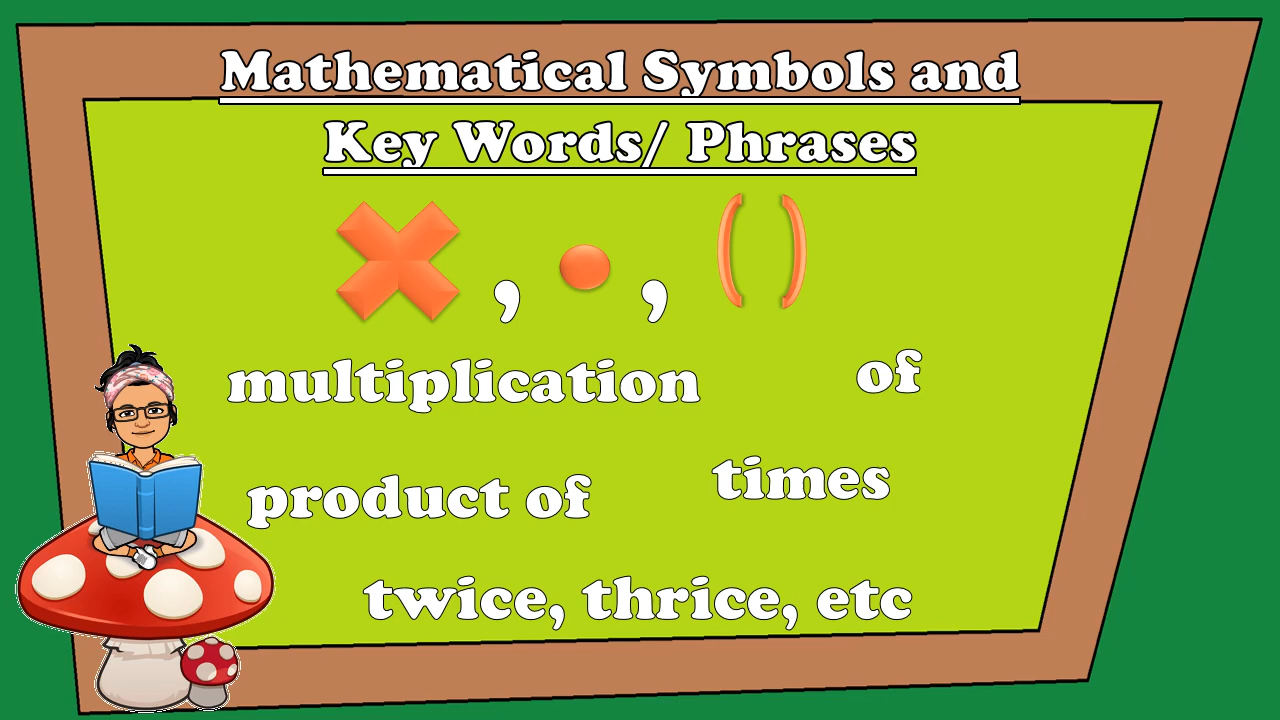 Mathematical Symbols and
Key Words/ Phrases
× , • , ( )
multiplication of
product of times
twice, thrice, etc